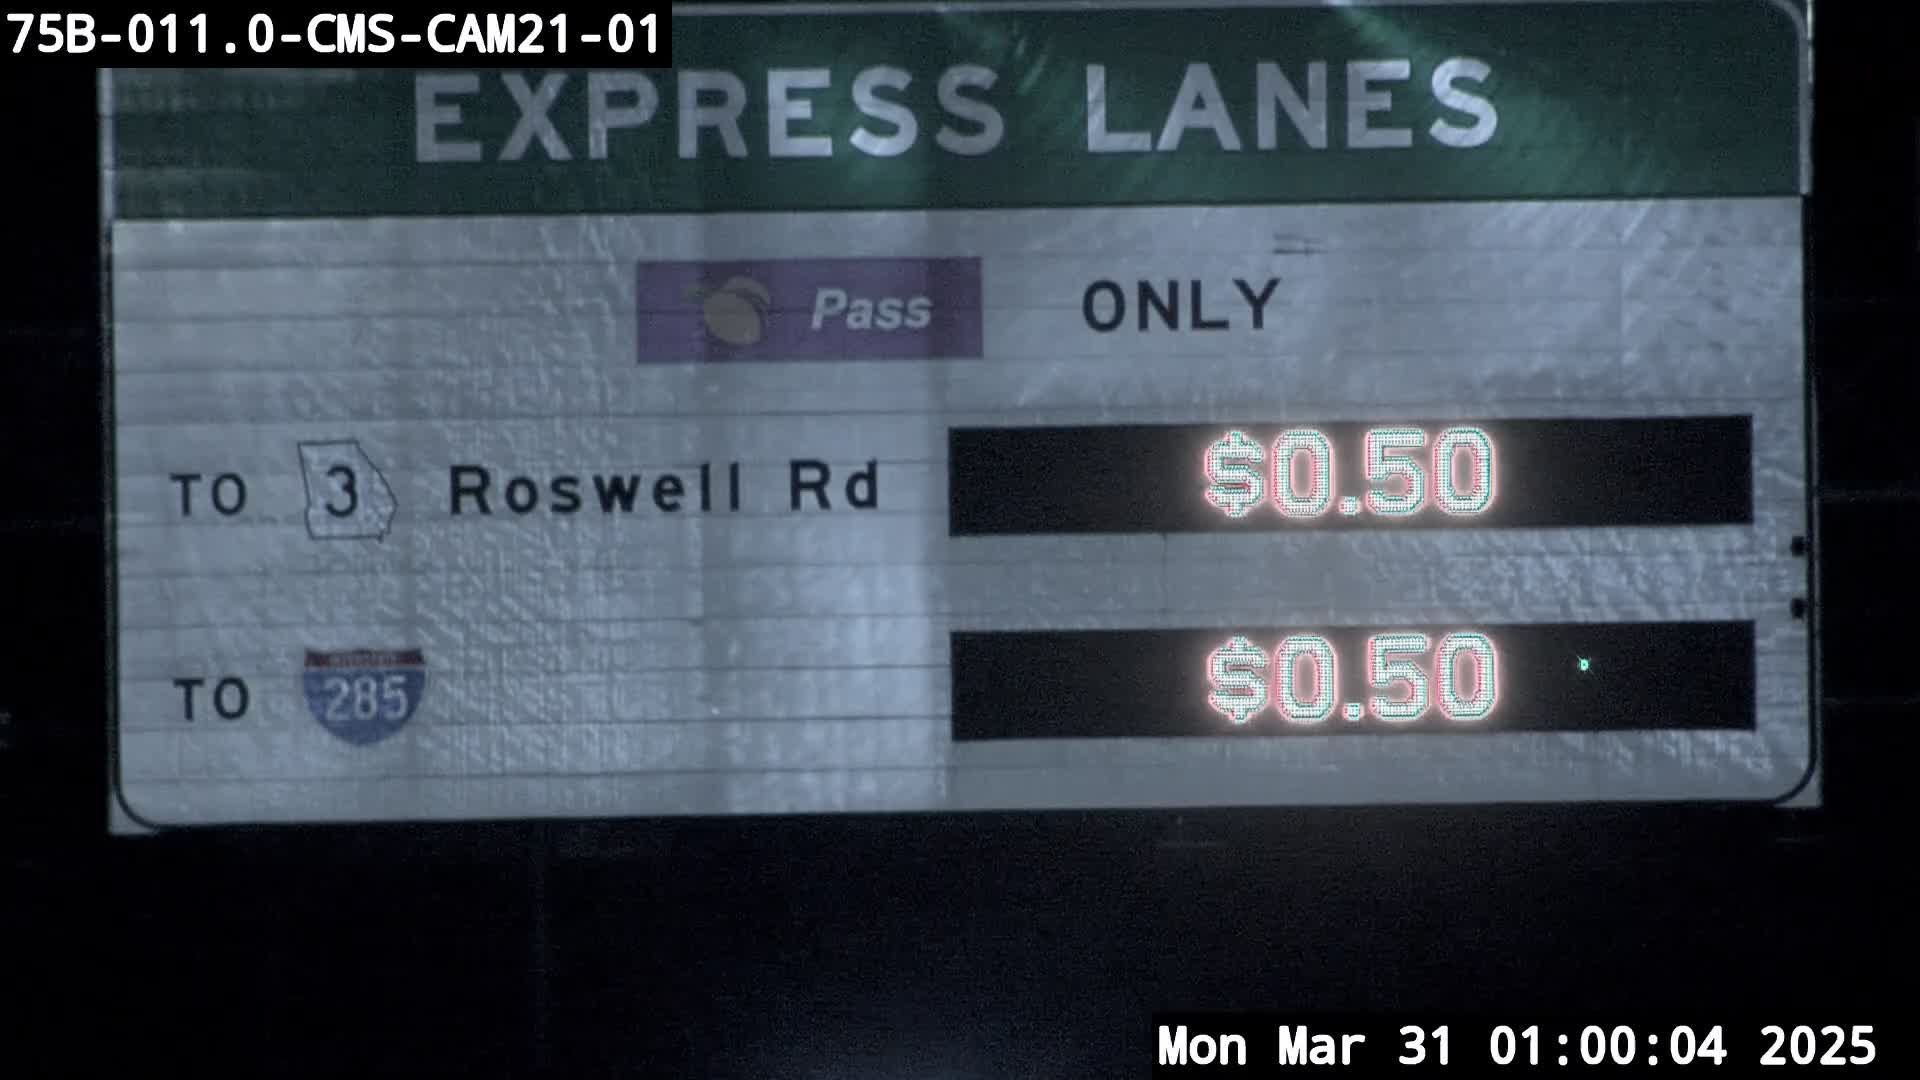 75B-011.0-CMS-CAM21-01
EXPRESS LANES
Pass ONLY
TO 3 Roswell Rd $0.50
TO 285 $0.50
Mon Mar 31 01:00:04 2025